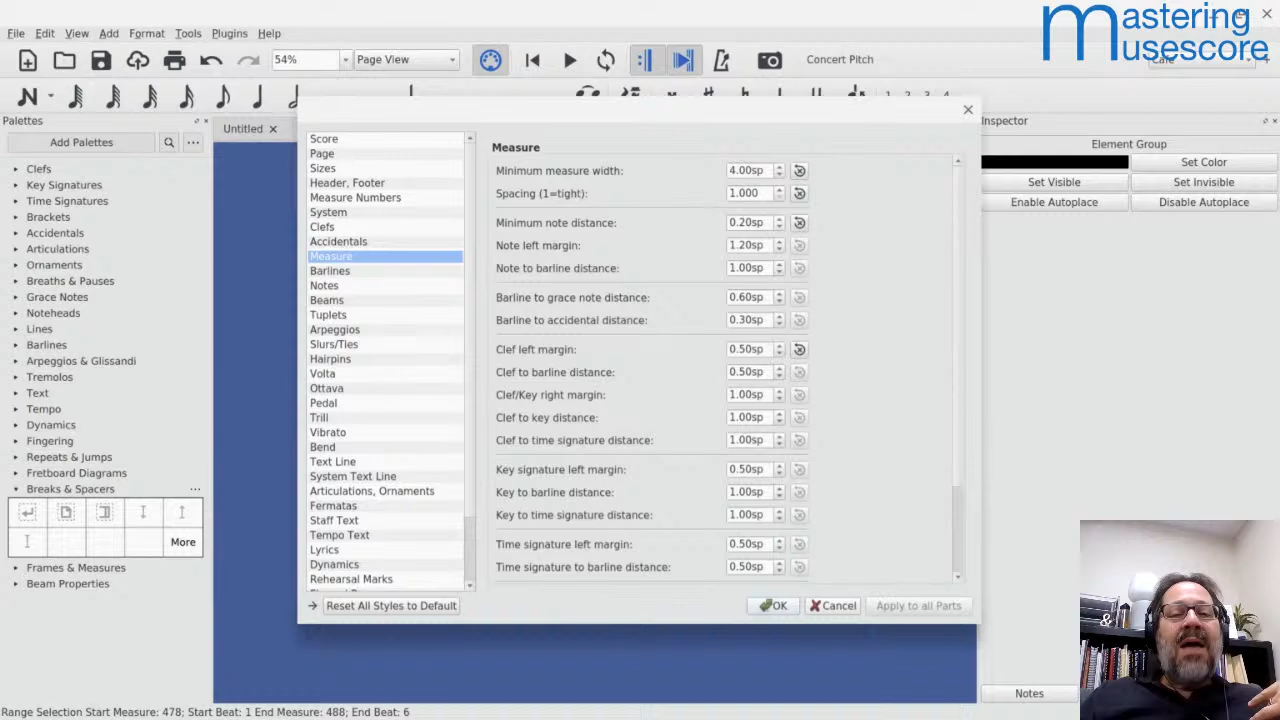 mastering
musescore
File Edit View Add Format Tools Plugins Help
54% Page View Concert Pitch
1 2 3 4
Palettes
Add Palettes
Untitled
Inspector
Element Group
Set Color
Set Visible Set Invisible
Enable Autoplace Disable Autoplace
Clefs
Key Signatures
Time Signatures
Brackets
Accidentals
Articulations
Ornaments
Breaths & Pauses
Grace Notes
Noteheads
Lines
Barlines
Arpeggios & Glissandi
Tremolos
Text
Tempo
Dynamics
Fingering
Repeats & Jumps
Fretboard Diagrams
Breaks & Spacers
More
Frames & Measures
Beam Properties
Score
Page
Sizes
Header, Footer
Measure Numbers
System
Clefs
Accidentals
Measure
Barlines
Notes
Beams
Tuplets
Arpeggios
Slurs/Ties
Hairpins
Volta
Ottava
Pedal
Trill
Vibrato
Bend
Text Line
System Text Line
Articulations, Ornaments
Fermatas
Staff Text
Tempo Text
Lyrics
Dynamics
Rehearsal Marks
Measure
Minimum measure width: 4.00sp
Spacing (1=tight): 1.000
Minimum note distance: 0.20sp
Note left margin: 1.20sp
Note to barline distance: 1.00sp
Barline to grace note distance: 0.60sp
Barline to accidental distance: 0.30sp
Clef left margin: 0.50sp
Clef to barline distance: 0.50sp
Clef/Key right margin: 1.00sp
Clef to key distance: 1.00sp
Clef to time signature distance: 1.00sp
Key signature left margin: 0.50sp
Key to barline distance: 1.00sp
Key to time signature distance: 1.00sp
Time signature left margin: 0.50sp
Time signature to barline distance: 0.50sp
Reset All Styles to Default
OK Cancel Apply to all Parts
&
Notes
Range Selection Start Measure: 478; Start Beat: 1 End Measure: 488; End Beat: 6